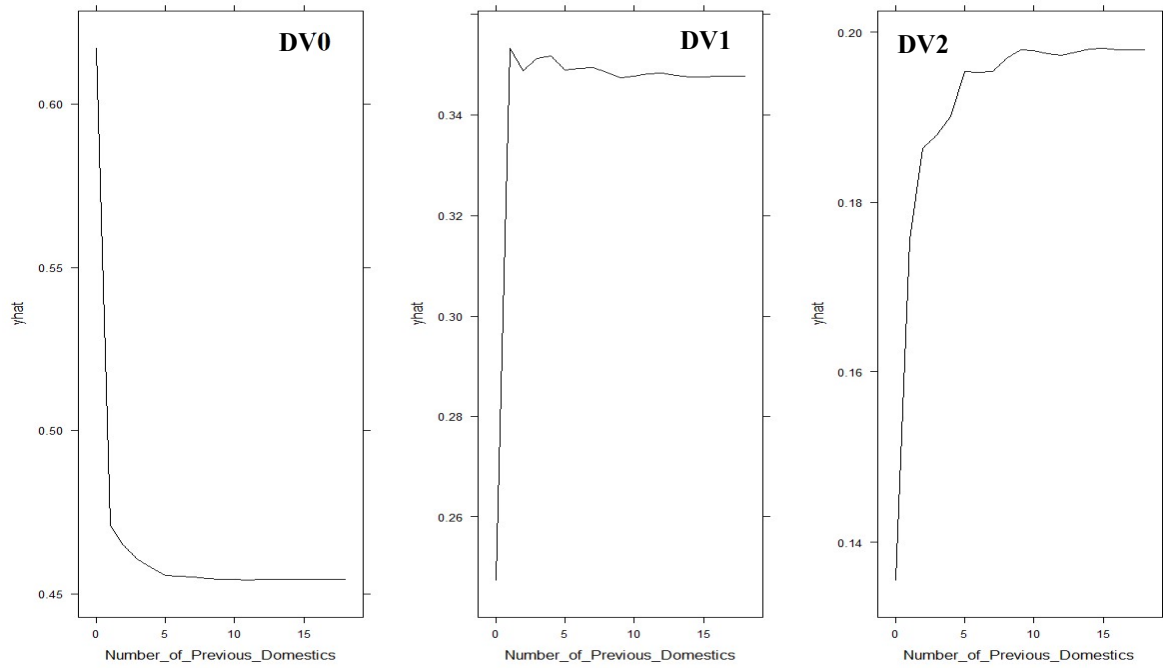 DV0
0.60
0.55
0.50
0.45
yhat
0 5 10 15
Number_of_Previous_Domestics
DV1
0.34
0.32
0.30
0.28
0.26
yhat
0 5 10 15
Number_of_Previous_Domestics
DV2
0.20
0.18
0.16
0.14
yhat
0 5 10 15
Number_of_Previous_Domestics